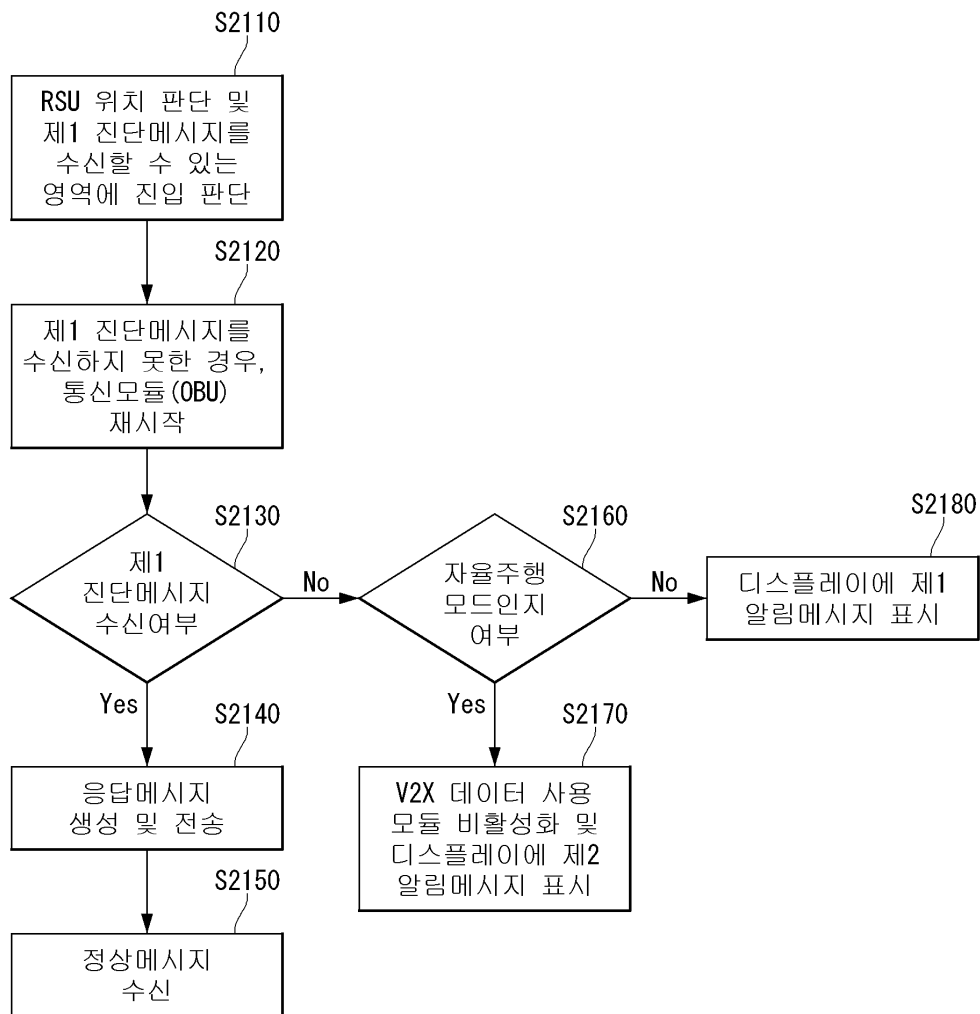 S2110
RSU 위치 판단 및
제1 진단메시지를
수신할 수 있는
영역에 진입 판단
S2120
제1 진단메시지를
수신하지 못한 경우,
통신모듈(OBU)
재시작
S2130
제1
진단메시지
수신여부
No
S2160
자율주행
모드인지
여부
No
S2180
디스플레이에 제1
알림메시지 표시
Yes
S2140
응답메시지
생성 및 전송
Yes
S2170
V2X 데이터 사용
모듈 비활성화 및
디스플레이에 제2
알림메시지 표시
S2150
정상메시지
수신